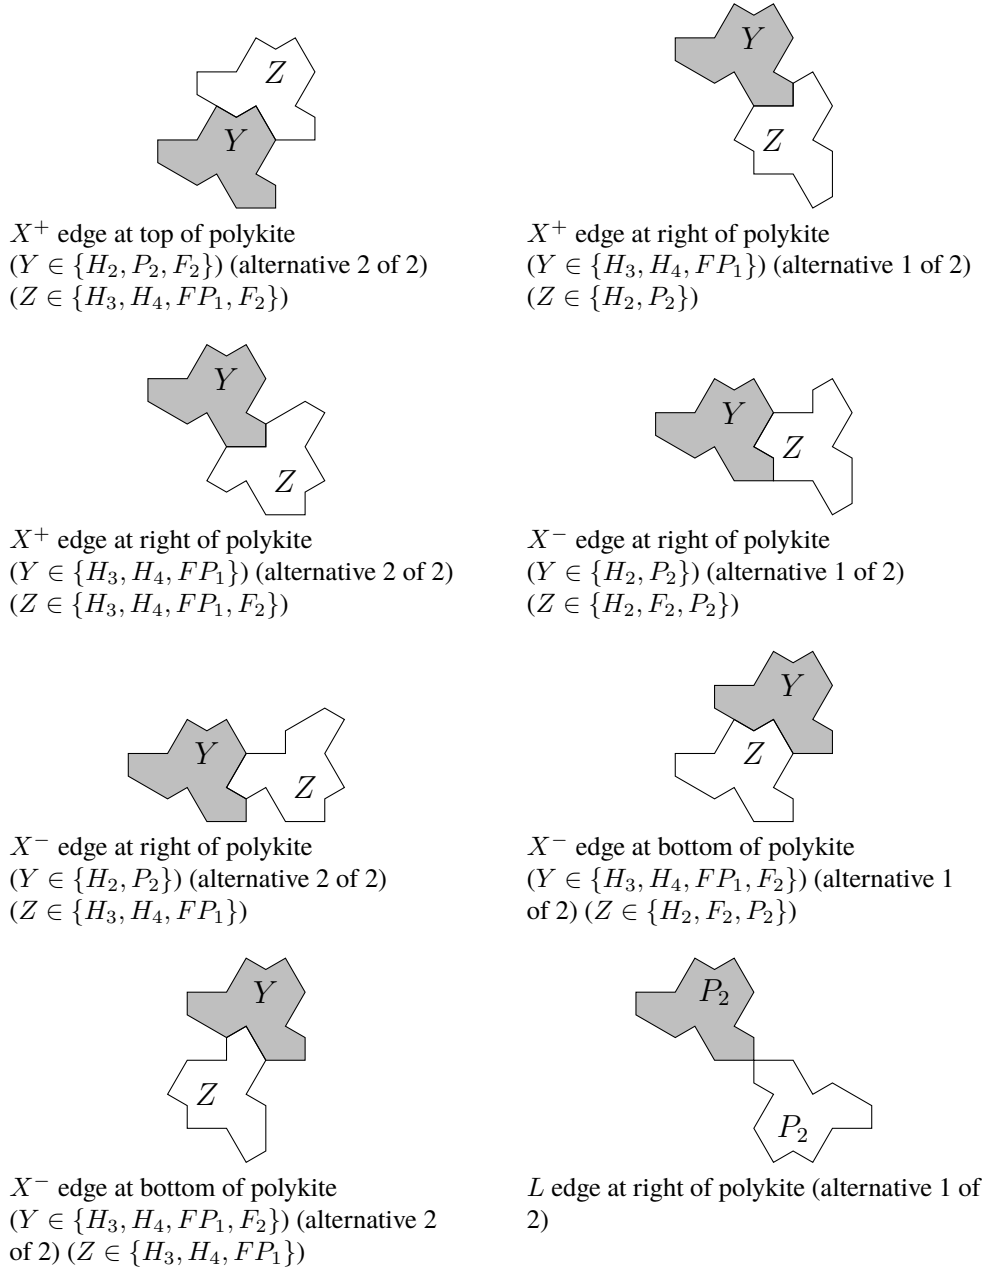 Z
Y
X⁺ edge at top of polykite
(Y ∈ {H₂, P₂, F₂}) (alternative 2 of 2)
(Z ∈ {H₃, H₄, FP₁, F₂})
Y
Z
X⁺ edge at right of polykite
(Y ∈ {H₃, H₄, FP₁}) (alternative 1 of 2)
(Z ∈ {H₂, P₂})
Y
Z
X⁺ edge at right of polykite
(Y ∈ {H₃, H₄, FP₁}) (alternative 2 of 2)
(Z ∈ {H₃, H₄, FP₁, F₂})
Y
Z
X⁻ edge at right of polykite
(Y ∈ {H₂, P₂}) (alternative 1 of 2)
(Z ∈ {H₂, F₂, P₂})
Y
Z
X⁻ edge at right of polykite
(Y ∈ {H₂, P₂}) (alternative 2 of 2)
(Z ∈ {H₃, H₄, FP₁})
Y
Z
X⁻ edge at bottom of polykite
(Y ∈ {H₃, H₄, FP₁, F₂}) (alternative 1
of 2) (Z ∈ {H₂, F₂, P₂})
Y
Z
X⁻ edge at bottom of polykite
(Y ∈ {H₃, H₄, FP₁, F₂}) (alternative 2
of 2) (Z ∈ {H₃, H₄, FP₁})
P₂
P₂
L edge at right of polykite (alternative 1 of
2)